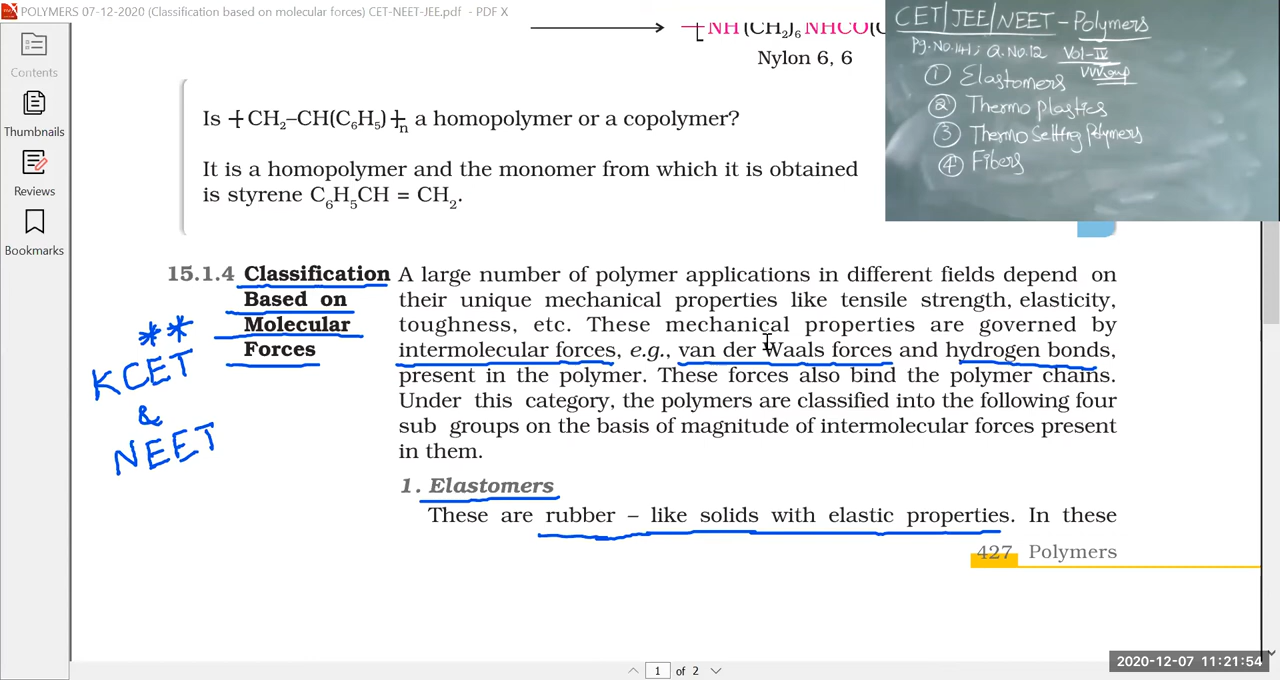 POLYMERS 07-12-2020 (Classification based on molecular forces) CET-NEET-JEE.pdf - PDF X
Contents
Thumbnails
Reviews
Bookmarks
NH (CH₂)₆ NHCO(C
Nylon 6, 6
Is ⁅ CH₂–CH(C₆H₅) ⁆ₙ a homopolymer or a copolymer?
It is a homopolymer and the monomer from which it is obtained
is styrene C₆H₅CH = CH₂.
CET/JEE/NEET - Polymers
Pg.No.141; Q.No.12 Vol-IV
① Elastomers VVVimp
② Thermo plastics
③ Thermo Setting Polymers
④ Fibers
15.1.4 Classification
Based on
Molecular
Forces
** 
KCET
&
NEET
A large number of polymer applications in different fields depend on
their unique mechanical properties like tensile strength, elasticity,
toughness, etc. These mechanical properties are governed by
intermolecular forces, e.g., van der Waals forces and hydrogen bonds,
present in the polymer. These forces also bind the polymer chains.
Under this category, the polymers are classified into the following four
sub groups on the basis of magnitude of intermolecular forces present
in them.
1. Elastomers
These are rubber – like solids with elastic properties. In these
427 Polymers
1 of 2
2020-12-07 11:21:54